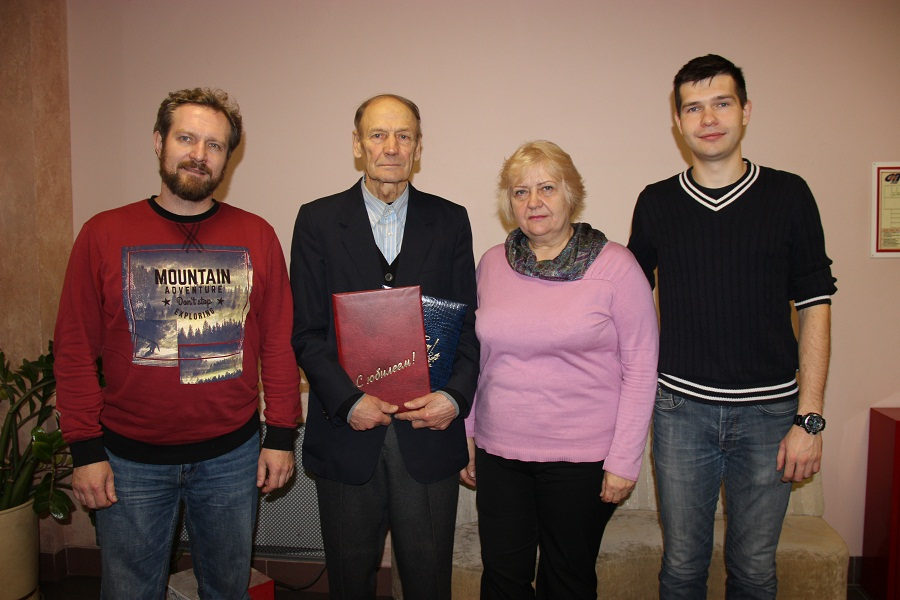 MOUNTAIN
ADVENTURE
Don't stop
EXPLORING
С юбилеем!